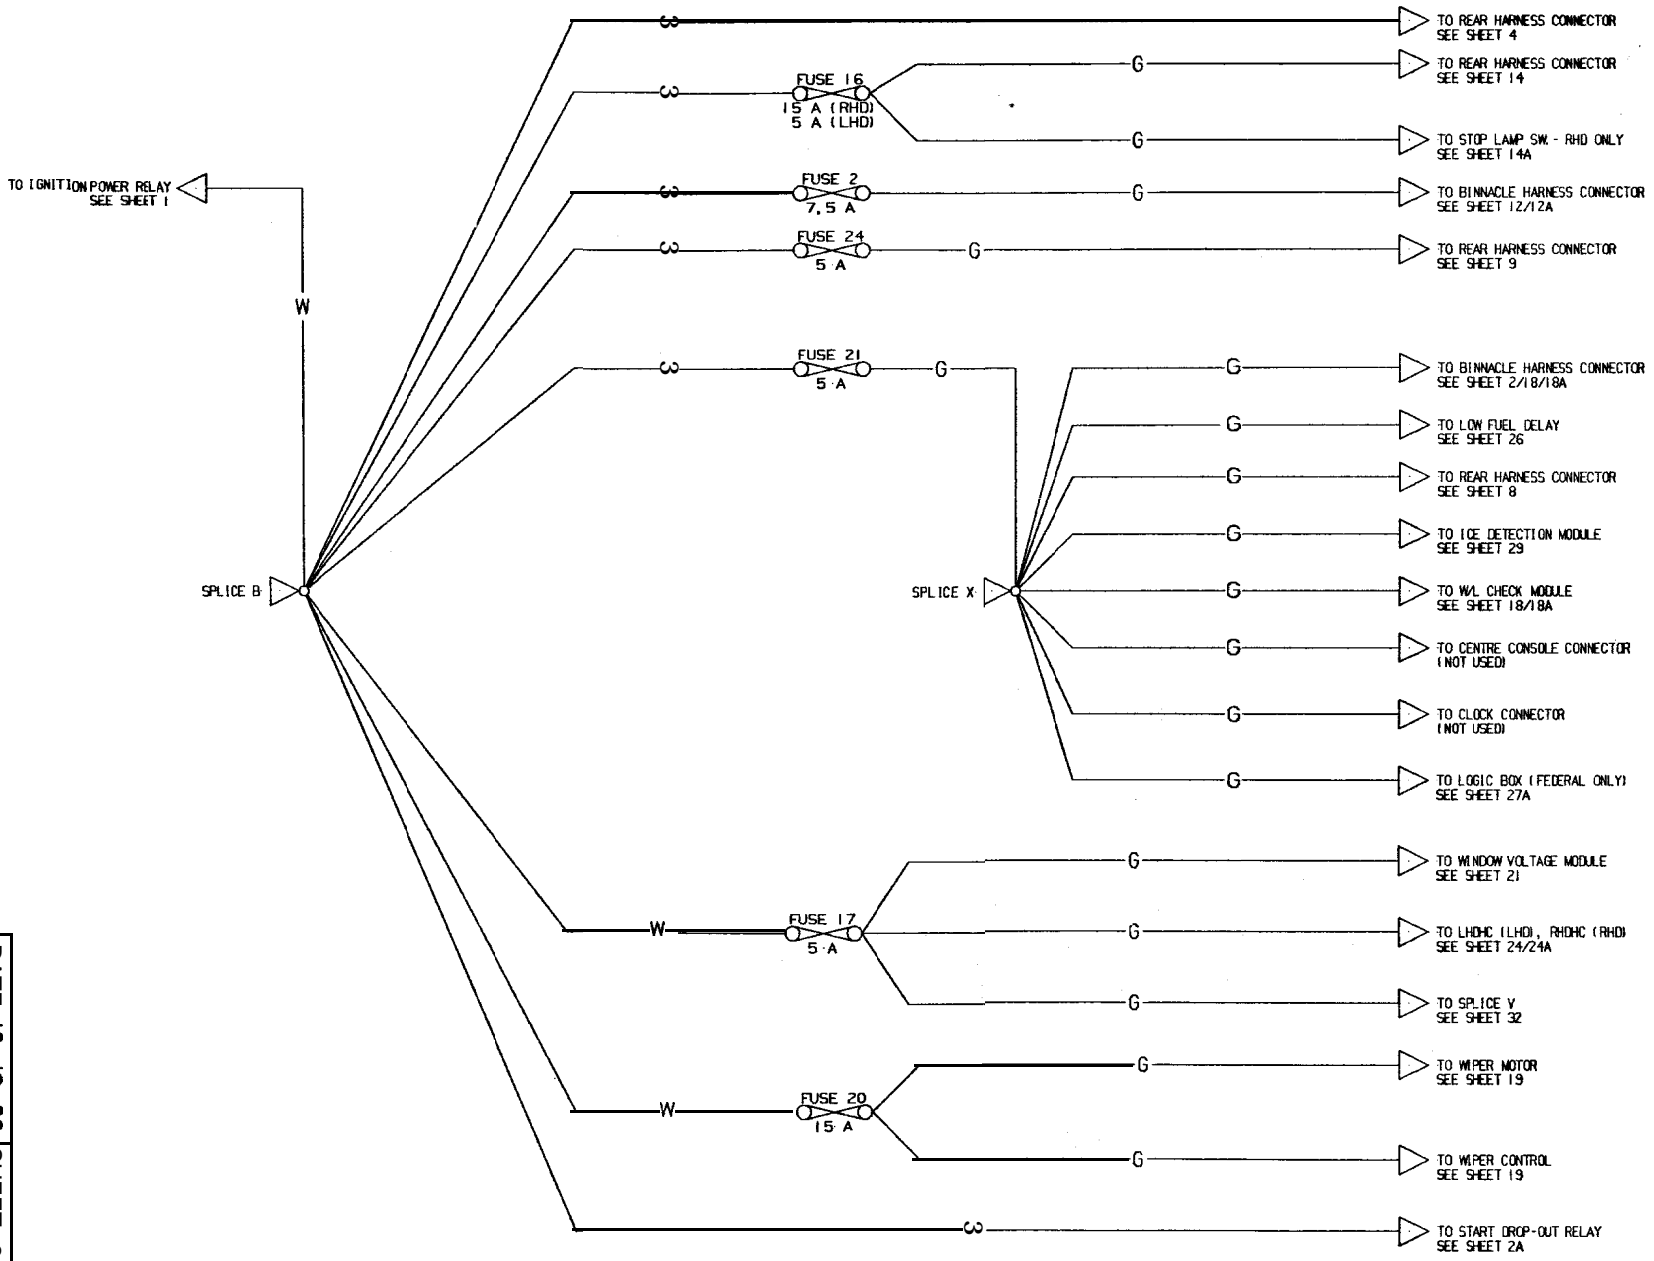 TO REAR HARNESS CONNECTOR
SEE SHEET 4
W
TO REAR HARNESS CONNECTOR
SEE SHEET 14
G
FUSE 16
W
15 A (RHD)
5 A (LHD)
G
TO STOP LAMP SW. - RHD ONLY
SEE SHEET 14A
TO IGNITION POWER RELAY
SEE SHEET 1
W
FUSE 2
W
7,5 A
G
TO BINNACLE HARNESS CONNECTOR
SEE SHEET 12/12A
FUSE 24
W
5 A
G
TO REAR HARNESS CONNECTOR
SEE SHEET 9
FUSE 21
W
5 A
G
G
TO BINNACLE HARNESS CONNECTOR
SEE SHEET 2/18/18A
G
TO LOW FUEL DELAY
SEE SHEET 26
G
TO REAR HARNESS CONNECTOR
SEE SHEET 8
G
TO ICE DETECTION MODULE
SEE SHEET 29
SPLICE B
SPLICE X
G
TO W/L CHECK MODULE
SEE SHEET 18/18A
G
TO CENTRE CONSOLE CONNECTOR
(NOT USED)
G
TO CLOCK CONNECTOR
(NOT USED)
G
TO LOGIC BOX (FEDERAL ONLY)
SEE SHEET 27A
G
TO WINDOW VOLTAGE MODULE
SEE SHEET 21
W
FUSE 17
5 A
G
TO LHDHC (LHD), RHDHC (RHD)
SEE SHEET 24/24A
G
TO SPLICE V
SEE SHEET 32
G
TO WIPER MOTOR
SEE SHEET 19
W
FUSE 20
15 A
G
TO WIPER CONTROL
SEE SHEET 19
W
TO START DROP-OUT RELAY
SEE SHEET 2A